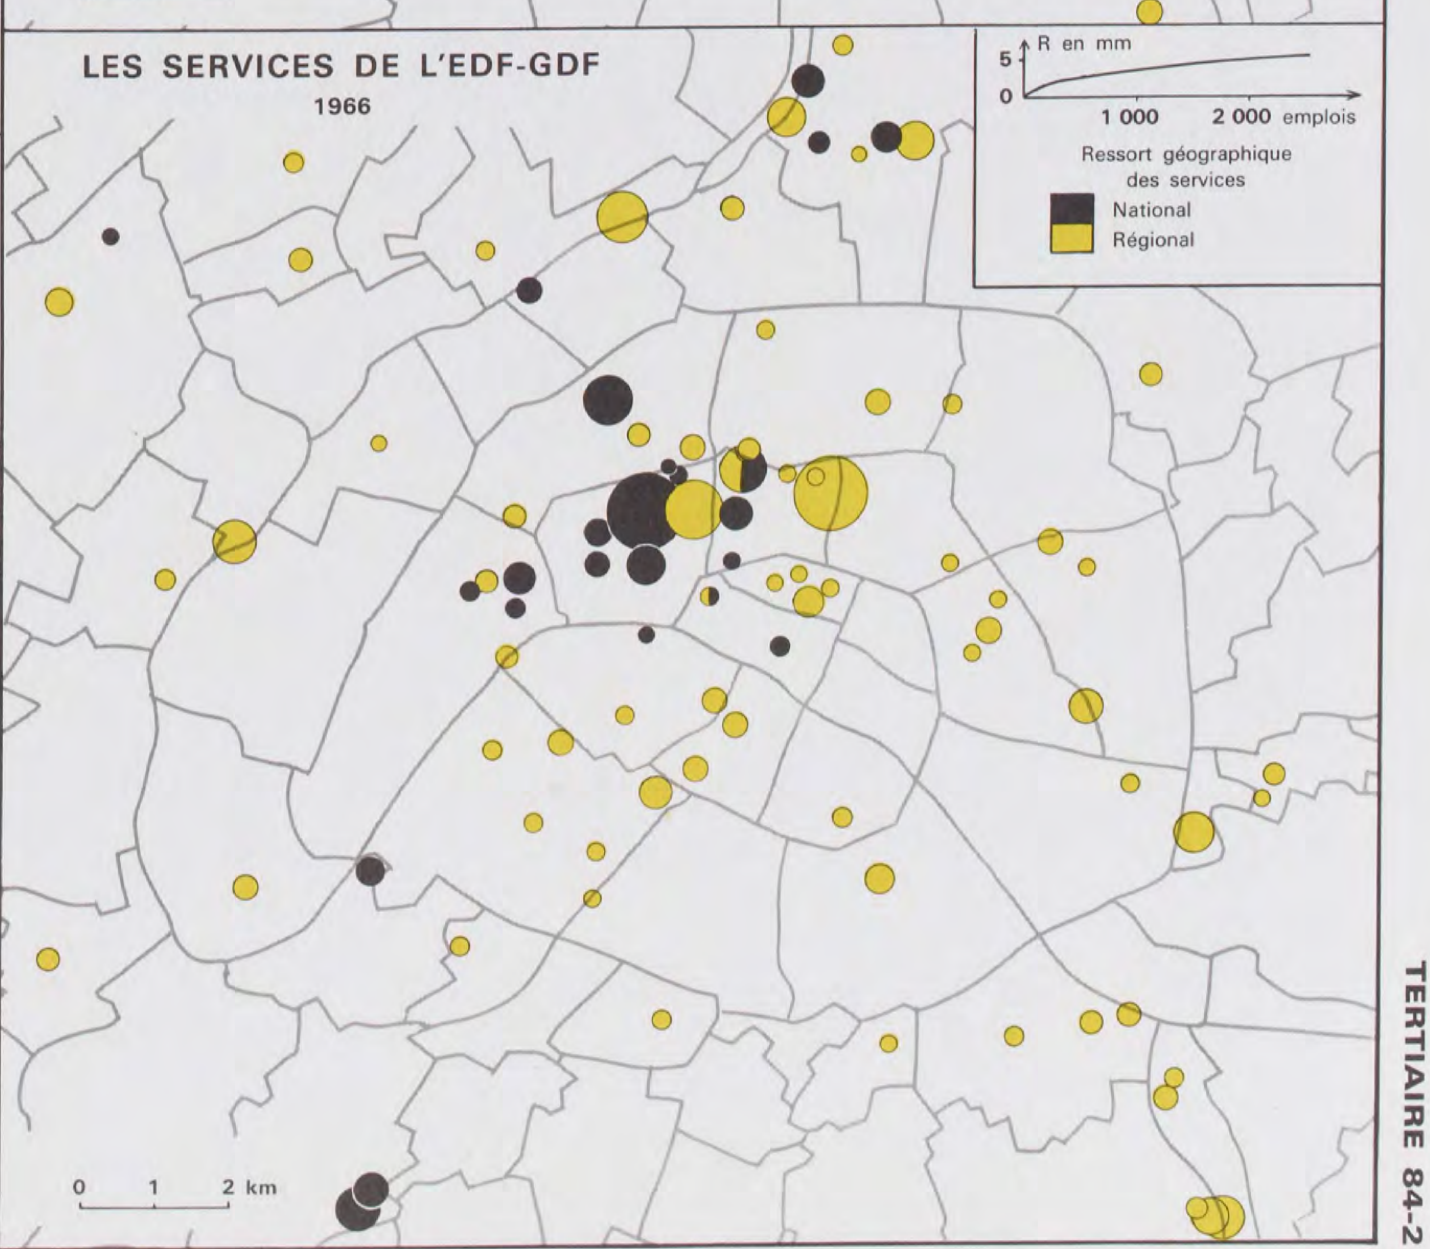 LES SERVICES DE L'EDF-GDF
1966
R en mm
5
0
1 000 2 000 emplois
Ressort géographique
des services
National
Régional
0 1 2 km
TERTIAIRE 84-2